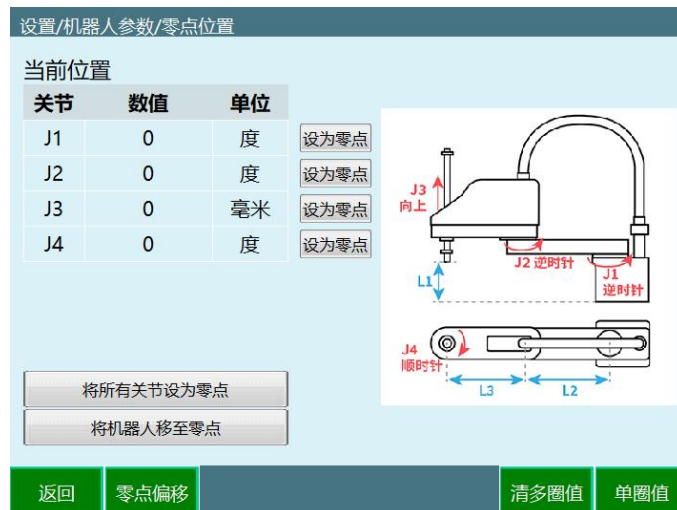 设置/机器人参数/零点位置
当前位置
关节 数值 单位
J1 0 度 设为零点
J2 0 度 设为零点
J3 0 毫米 设为零点
J4 0 度 设为零点
J3
向上
J2 逆时针
J1
逆时针
L1
J4
顺时针
L3
L2
将所有关节设为零点
将机器人移至零点
返回 零点偏移 清多圈值 单圈值